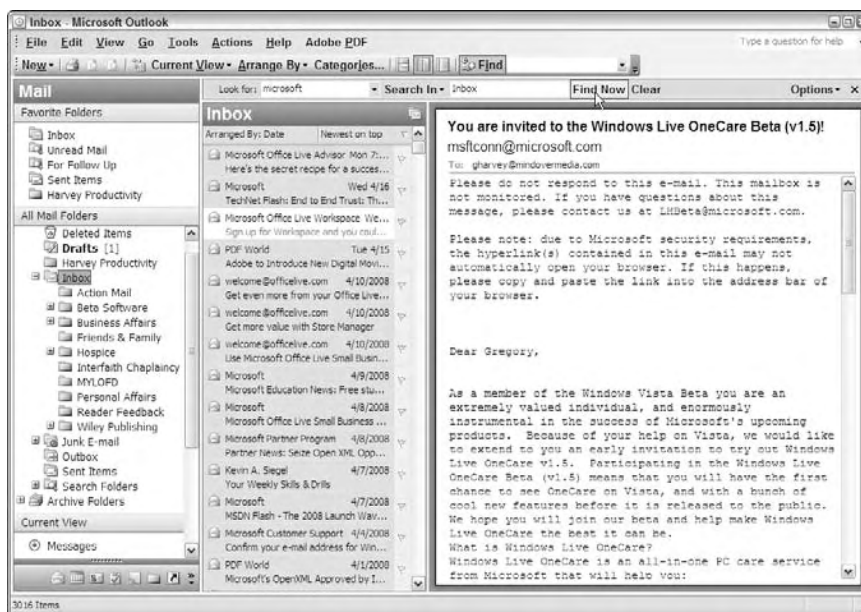 Inbox - Microsoft Outlook
File Edit View Go Tools Actions Help Adobe PDF
Type a question for help
New Current View Arrange By Categories... Find
Mail
Look for: microsoft Search In Inbox Find Now Clear Options
Favorite Folders
Inbox
Unread Mail
For Follow Up
Sent Items
Harvey Productivity
All Mail Folders
Deleted Items
Drafts [1]
Harvey Productivity
Inbox
Action Mail
Beta Software
Business Affairs
Friends & Family
Hospice
Interfaith Chaplaincy
MYLOFD
Personal Affairs
Reader Feedback
Wiley Publishing
Junk E-mail
Outbox
Sent Items
Search Folders
Archive Folders
Current View
Messages
3016 Items
Inbox
Arranged By: Date Newest on top
Microsoft Office Live Advisor Mon 7:...
Here's the secret recipe for a succes...
Microsoft Wed 4/16
TechNet Flash: End to End Trust: Th...
Microsoft Office Live Workspace We...
Sign up for Workspace and you coul...
PDF World Tue 4/15
Adobe to Introduce New Digital Movi...
welcome@officelive.com 4/10/2008
Get even more from your Office Live...
welcome@officelive.com 4/10/2008
Get more value with Store Manager
welcome@officelive.com 4/10/2008
Use Microsoft Office Live Small Busin...
Microsoft 4/9/2008
Microsoft Education News: Free stu...
Microsoft 4/8/2008
Microsoft Office Live Small Business ...
Microsoft Partner Program 4/8/2008
Partner News: Seize Open XML Opp...
Kevin A. Siegel 4/7/2008
Your Weekly Skills & Drills
Microsoft 4/7/2008
MSDN Flash - The 2008 Launch Wav...
Microsoft Customer Support 4/4/2008
Confirm your e-mail address for Win...
PDF World 4/1/2008
Microsoft's OpenXML Approved by I...
You are invited to the Windows Live OneCare Beta (v1.5)!
msftconn@microsoft.com
To: gharvey@mindovermedia.com
Please do not respond to this e-mail. This mailbox is
not monitored. If you have questions about this
message, please contact us at LHBeta@microsoft.com.
Please note: due to Microsoft security requirements,
the hyperlink(s) contained in this e-mail may not
automatically open your browser. If this happens,
please copy and paste the link into the address bar of
your browser.
Dear Gregory,
As a member of the Windows Vista Beta you are an
extremely valued individual, and enormously
instrumental in the success of Microsoft's upcoming
products. Because of your help on Vista, we would like
to extend to you an early invitation to try out Windows
Live OneCare v1.5. Participating in the Windows Live
OneCare Beta (v1.5) means that you will have the first
chance to see OneCare on Vista, and with a bunch of
cool new features before it is released to the public.
We hope you will join our beta and help make Windows
Live OneCare the best it can be.
What is Windows Live OneCare?
Windows Live OneCare is an all-in-one PC care service
from Microsoft that will help you: